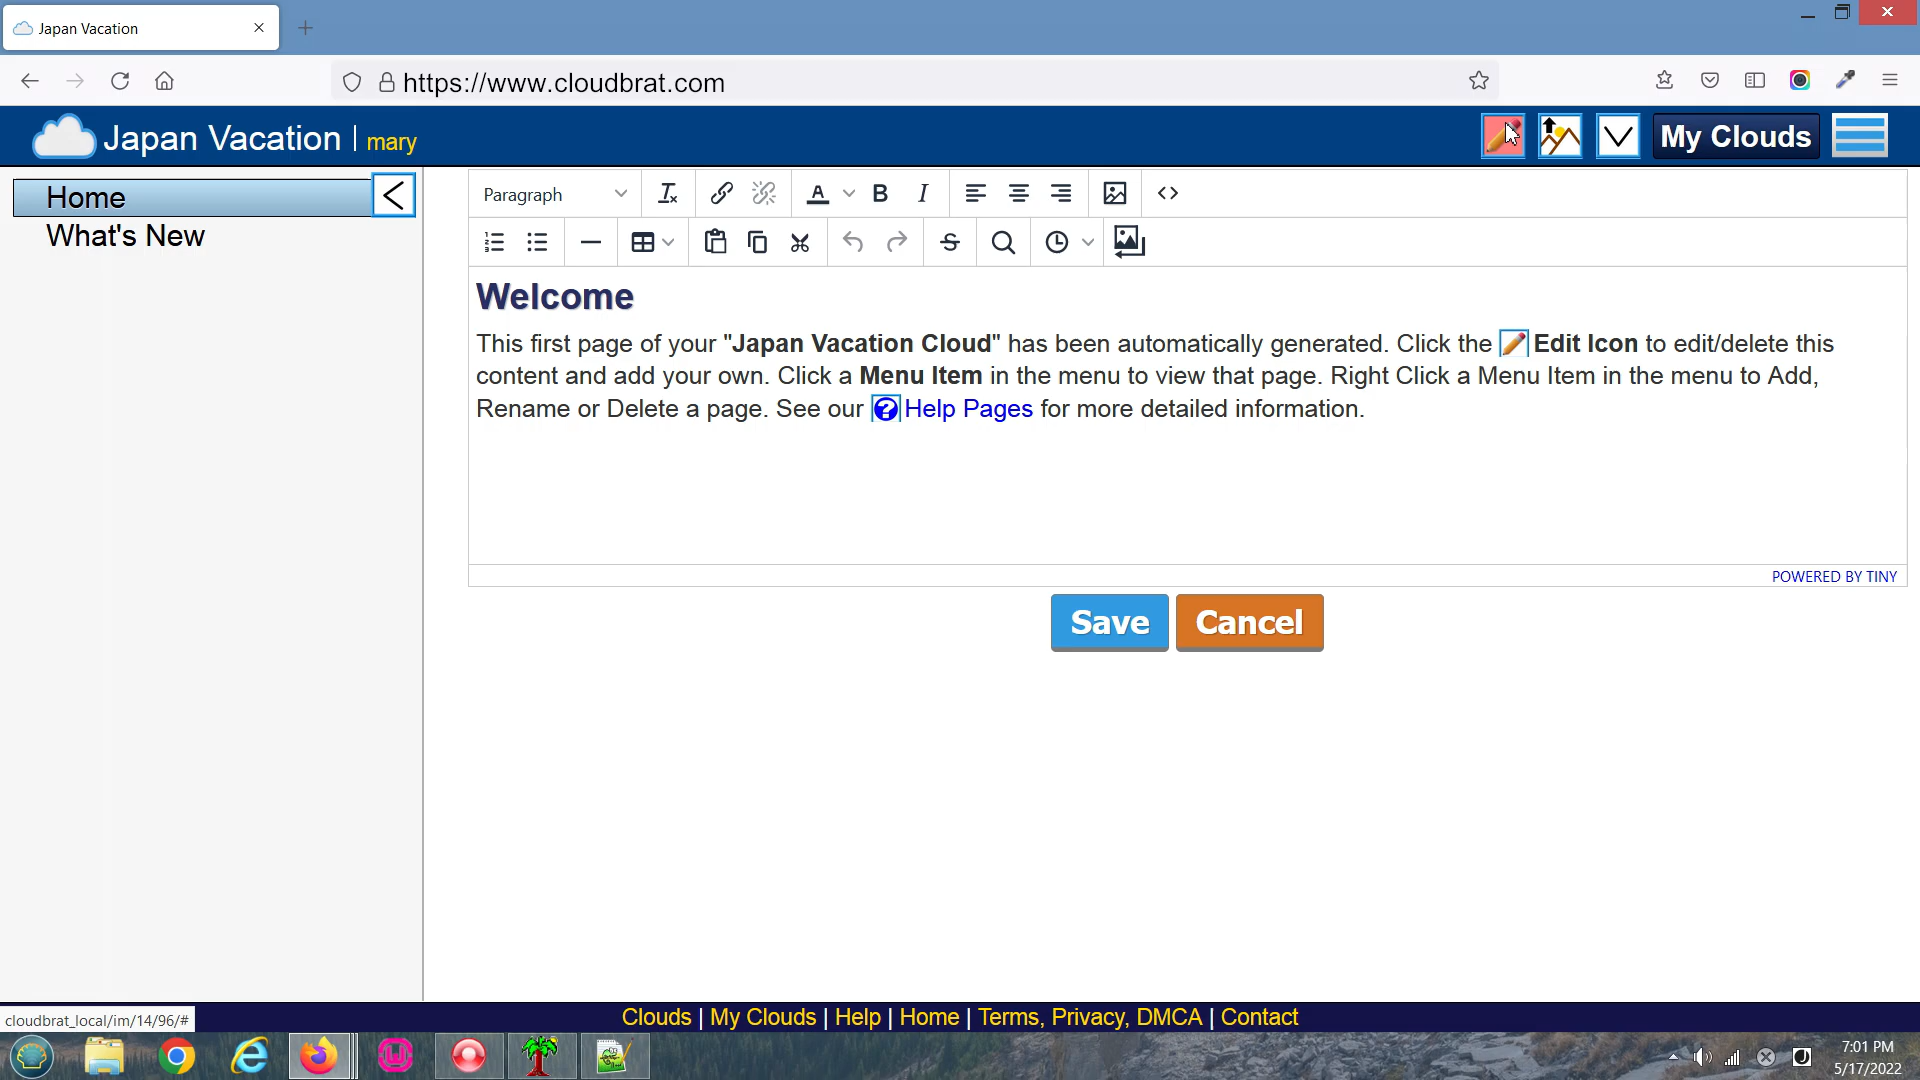 Japan Vacation
https://www.cloudbrat.com
Japan Vacation | mary
My Clouds
Home
What's New
Paragraph
Welcome
This first page of your "Japan Vacation Cloud" has been automatically generated. Click the Edit Icon to edit/delete this
content and add your own. Click a Menu Item in the menu to view that page. Right Click a Menu Item in the menu to Add,
Rename or Delete a page. See our Help Pages for more detailed information.
POWERED BY TINY
Save Cancel
Clouds | My Clouds | Help | Home | Terms, Privacy, DMCA | Contact
cloudbrat_local/im/14/96/#
7:01 PM
5/17/2022